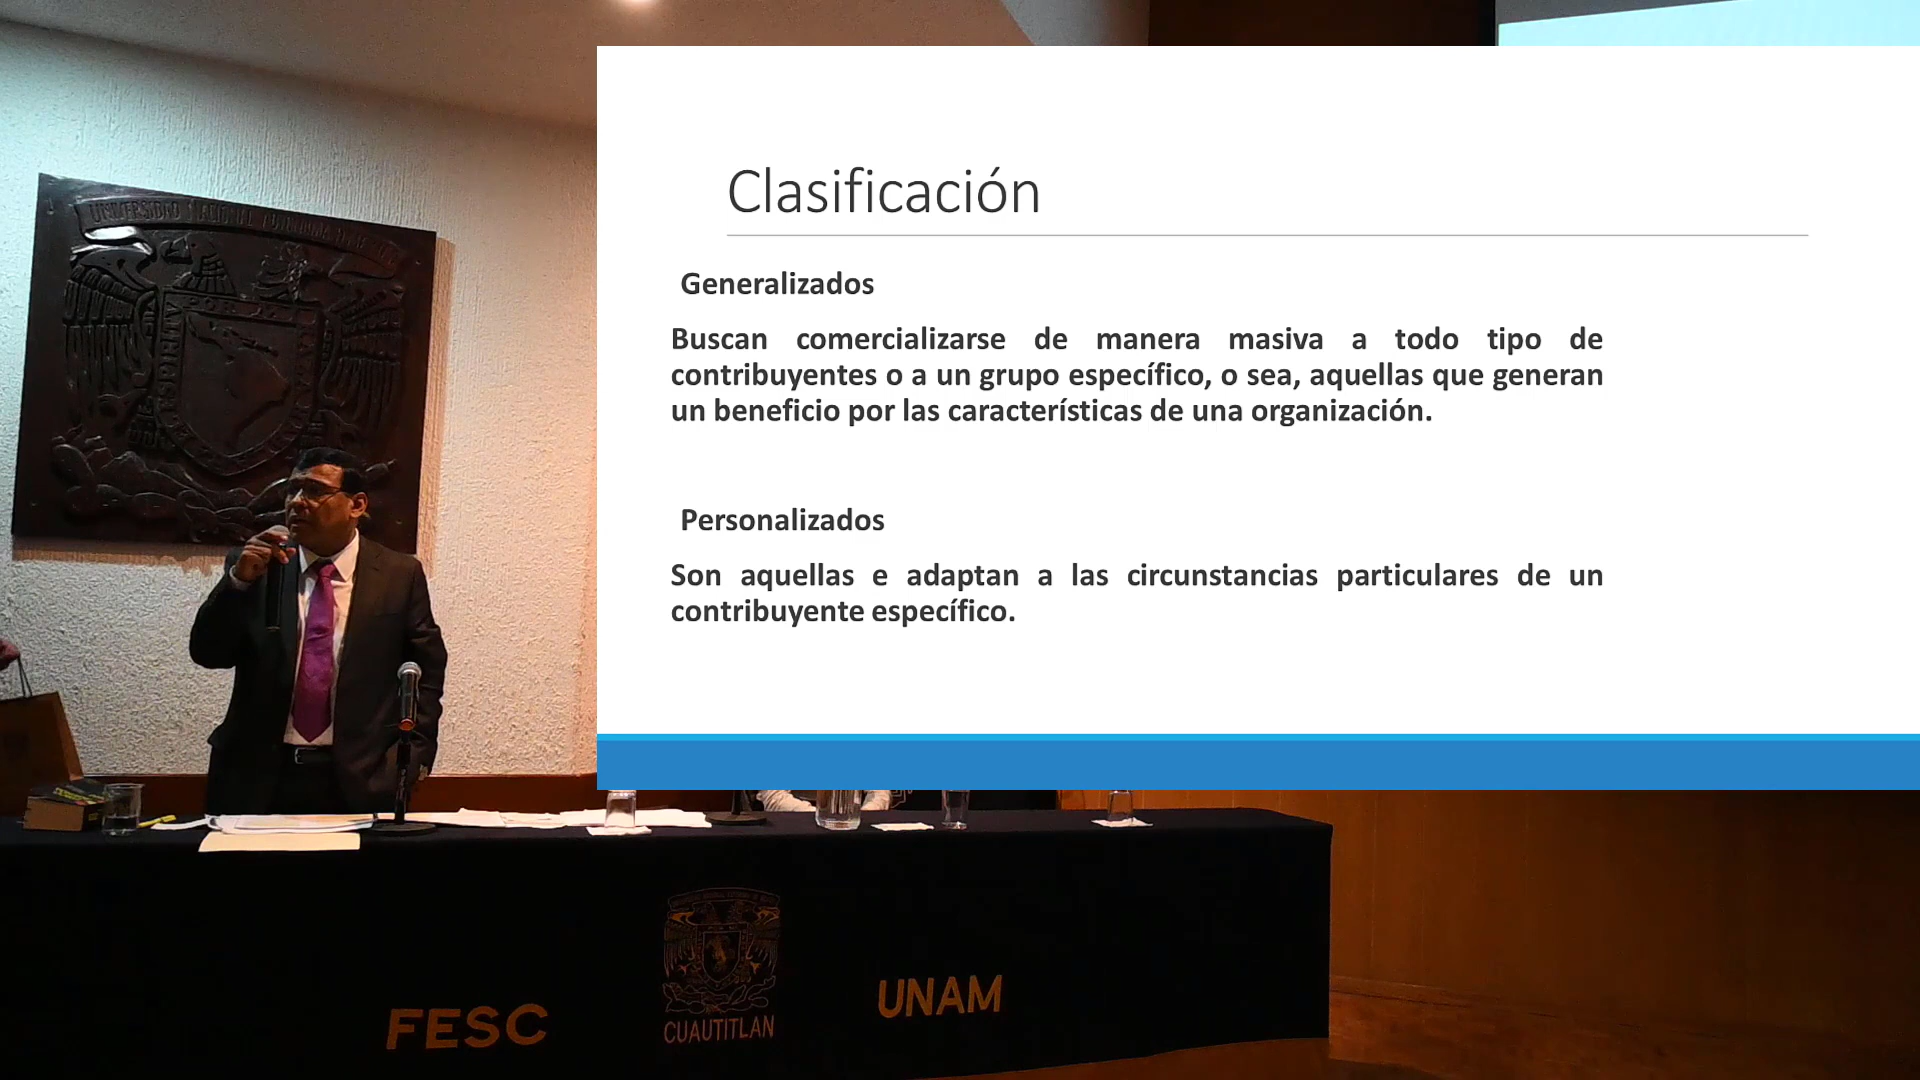 Clasificación
Generalizados
Buscan comercializarse de manera masiva a todo tipo de
contribuyentes o a un grupo específico, o sea, aquellas que generan
un beneficio por las características de una organización.
Personalizados
Son aquellas e adaptan a las circunstancias particulares de un
contribuyente específico.
FESC
CUAUTITLAN
UNAM